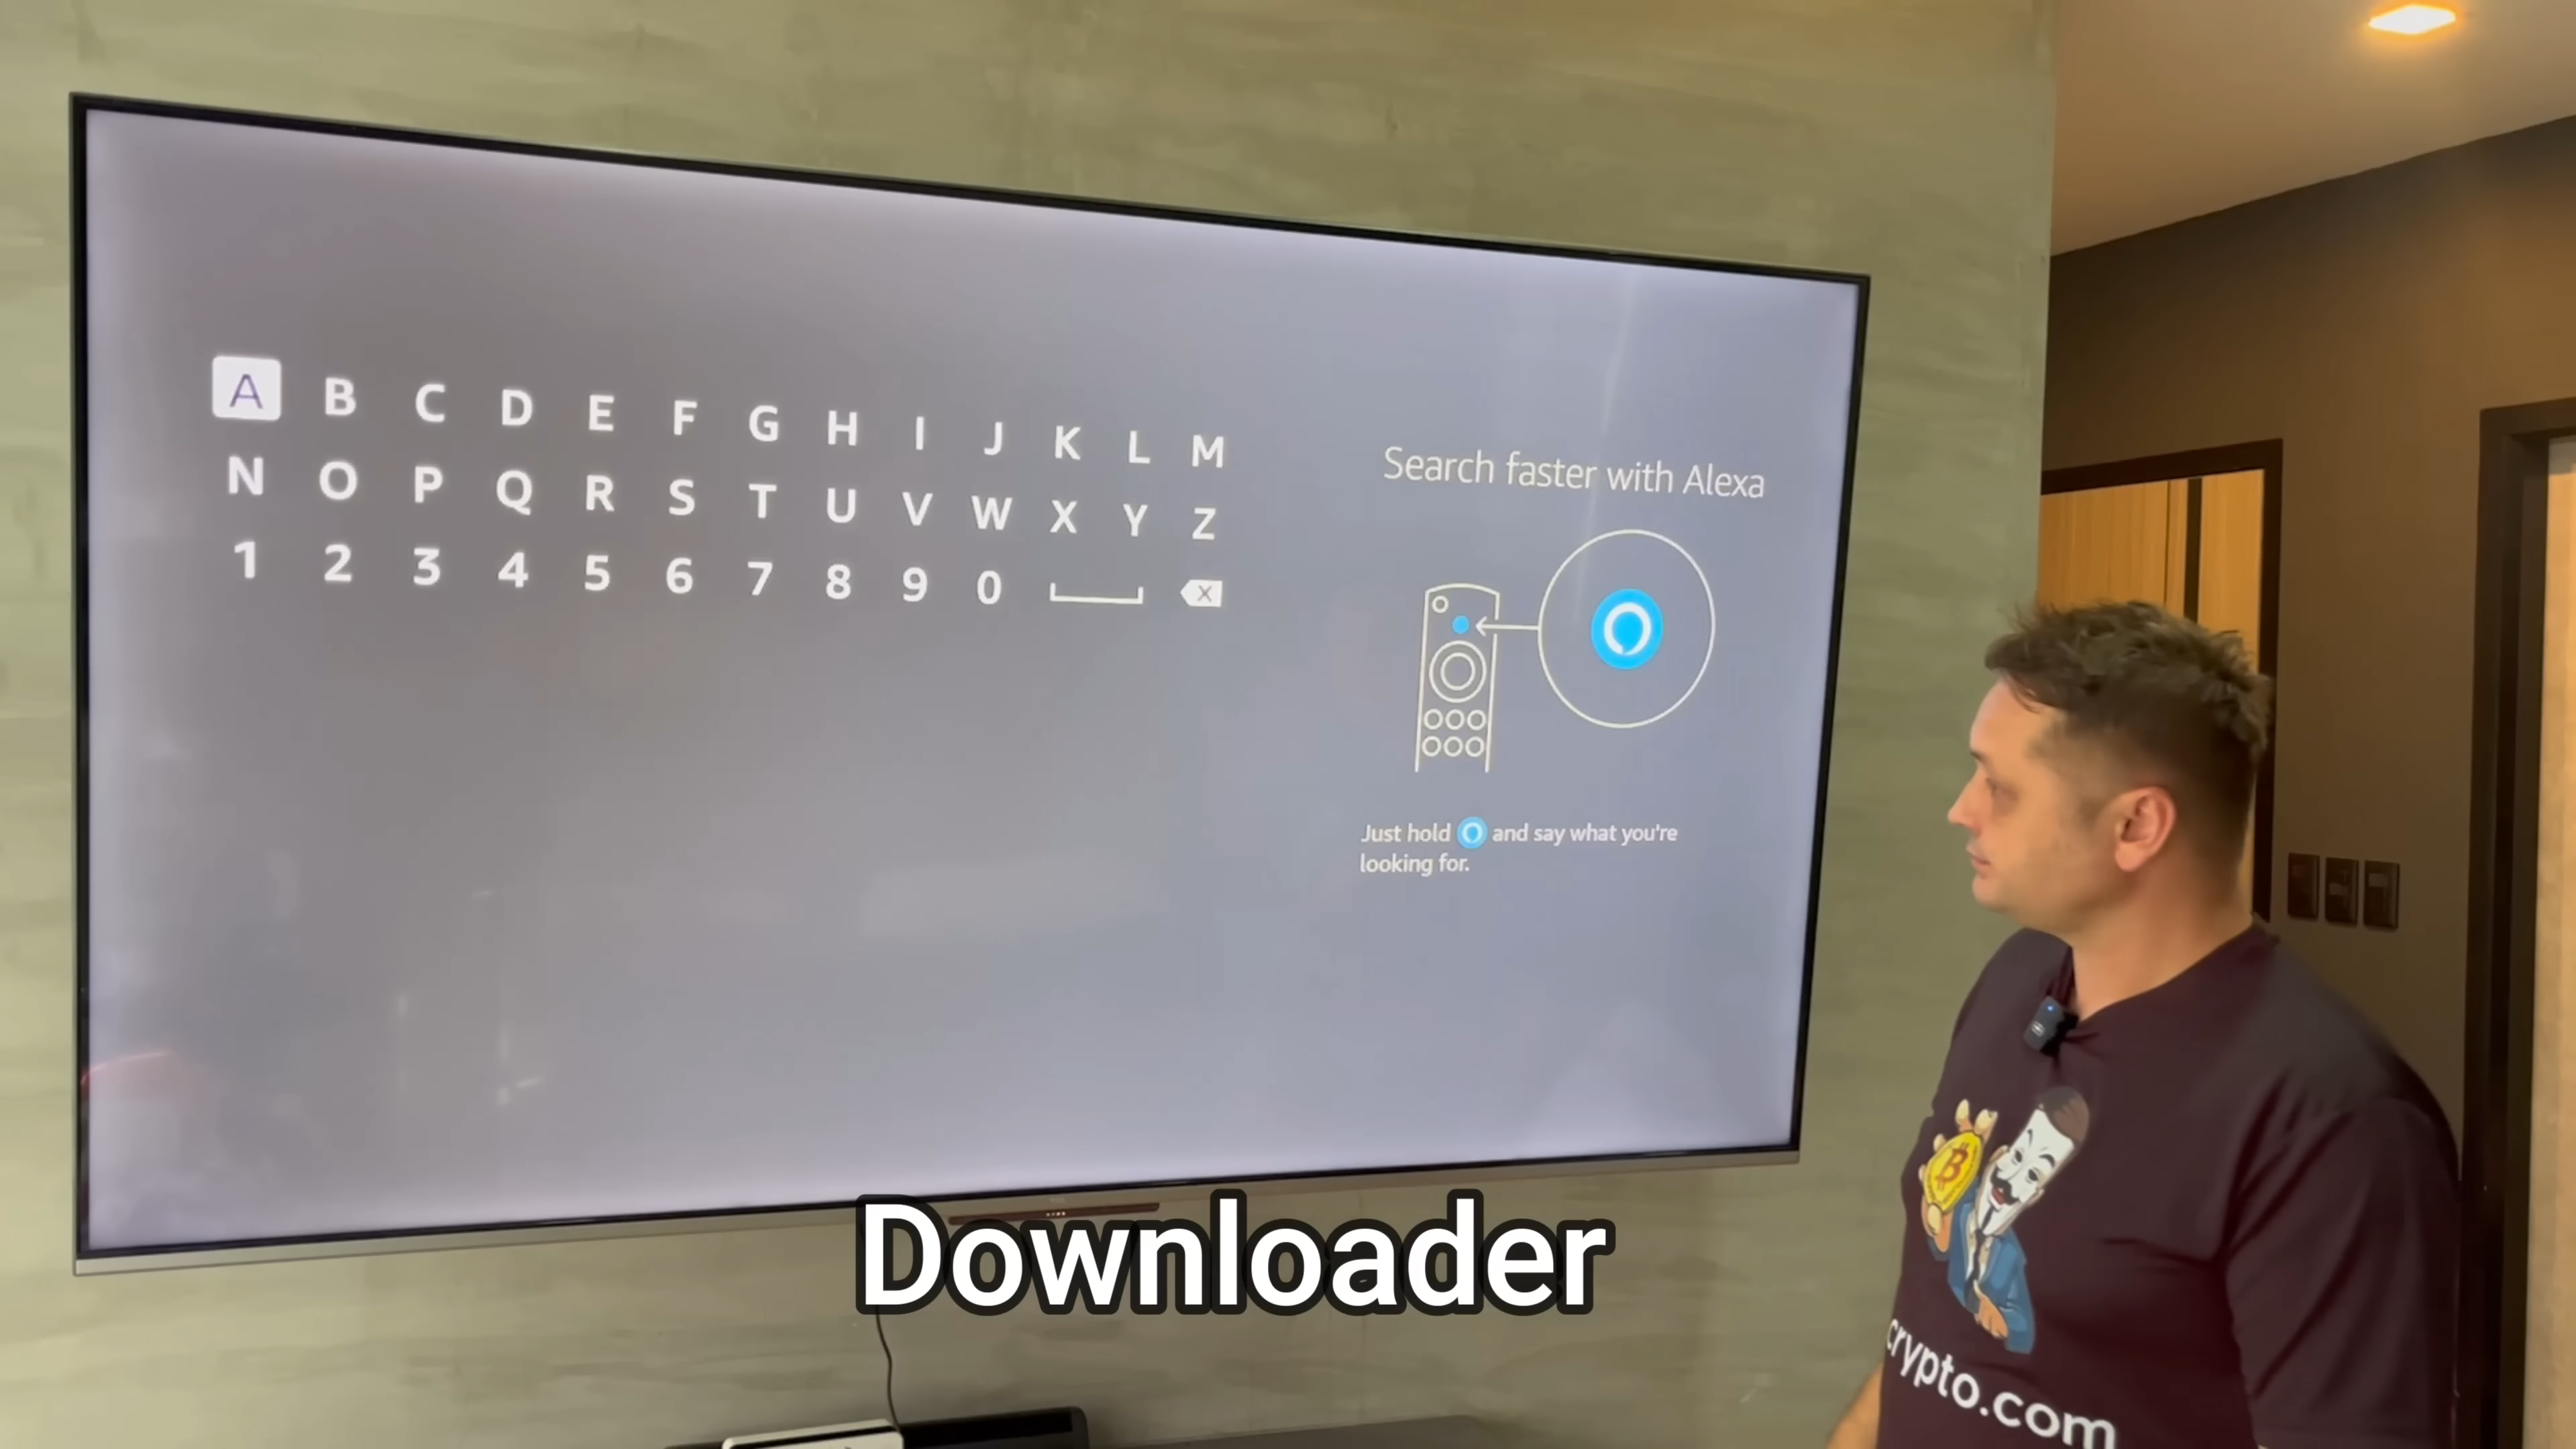 A B C D E F G H I J K L M
N O P Q R S T U V W X Y Z
1 2 3 4 5 6 7 8 9 0
Search faster with Alexa
Just hold and say what you're
looking for.
Downloader
crypto.com